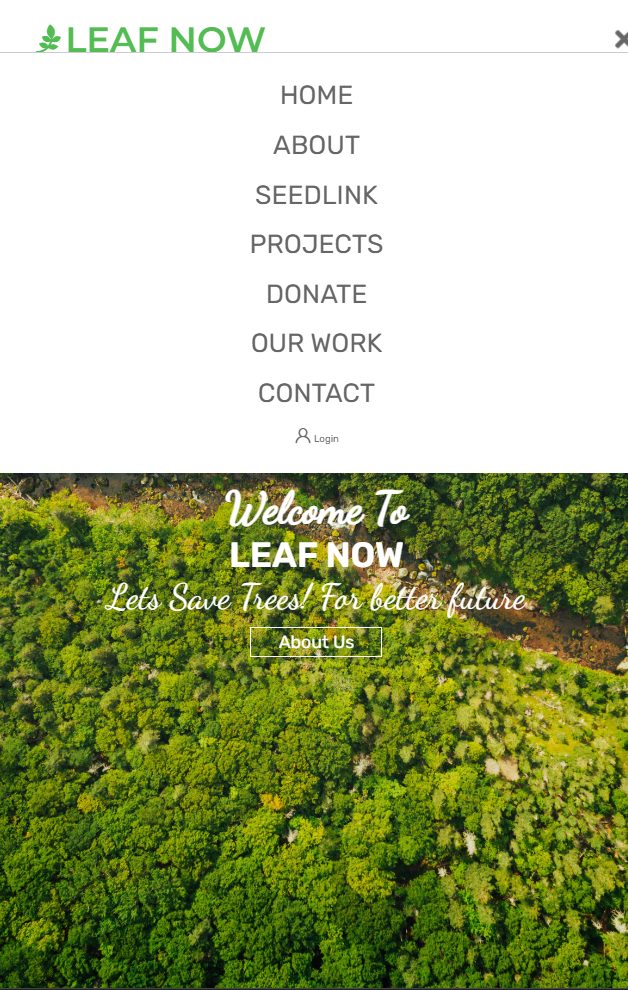 LEAF NOW
HOME
ABOUT
SEEDLINK
PROJECTS
DONATE
OUR WORK
CONTACT
Login
Welcome To
LEAF NOW
Lets Save Trees! For better future
About Us